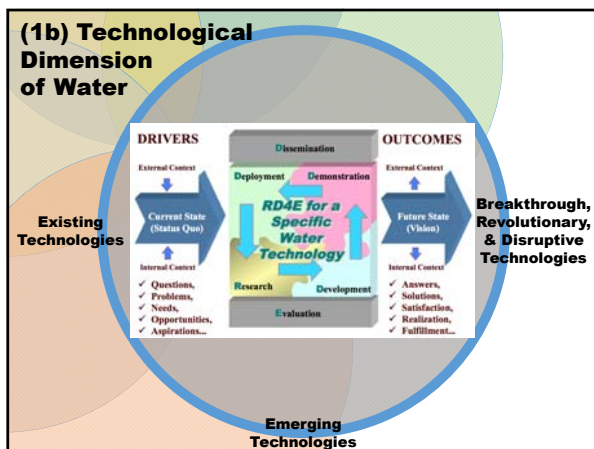 (1b) Technological
Dimension
of Water
DRIVERS
External Context
Current State
(Status Quo)
Internal Context
✓ Questions,
✓ Problems,
✓ Needs,
✓ Opportunities,
✓ Aspirations...
Dissemination
Deployment
Demonstration
RD4E for a
Specific
Water
Technology
Research
Development
Evaluation
OUTCOMES
External Context
Future State
(Vision)
Internal Context
✓ Answers,
✓ Solutions,
✓ Satisfaction,
✓ Realization,
✓ Fulfillment...
Existing
Technologies
Breakthrough,
Revolutionary,
& Disruptive
Technologies
Emerging
Technologies